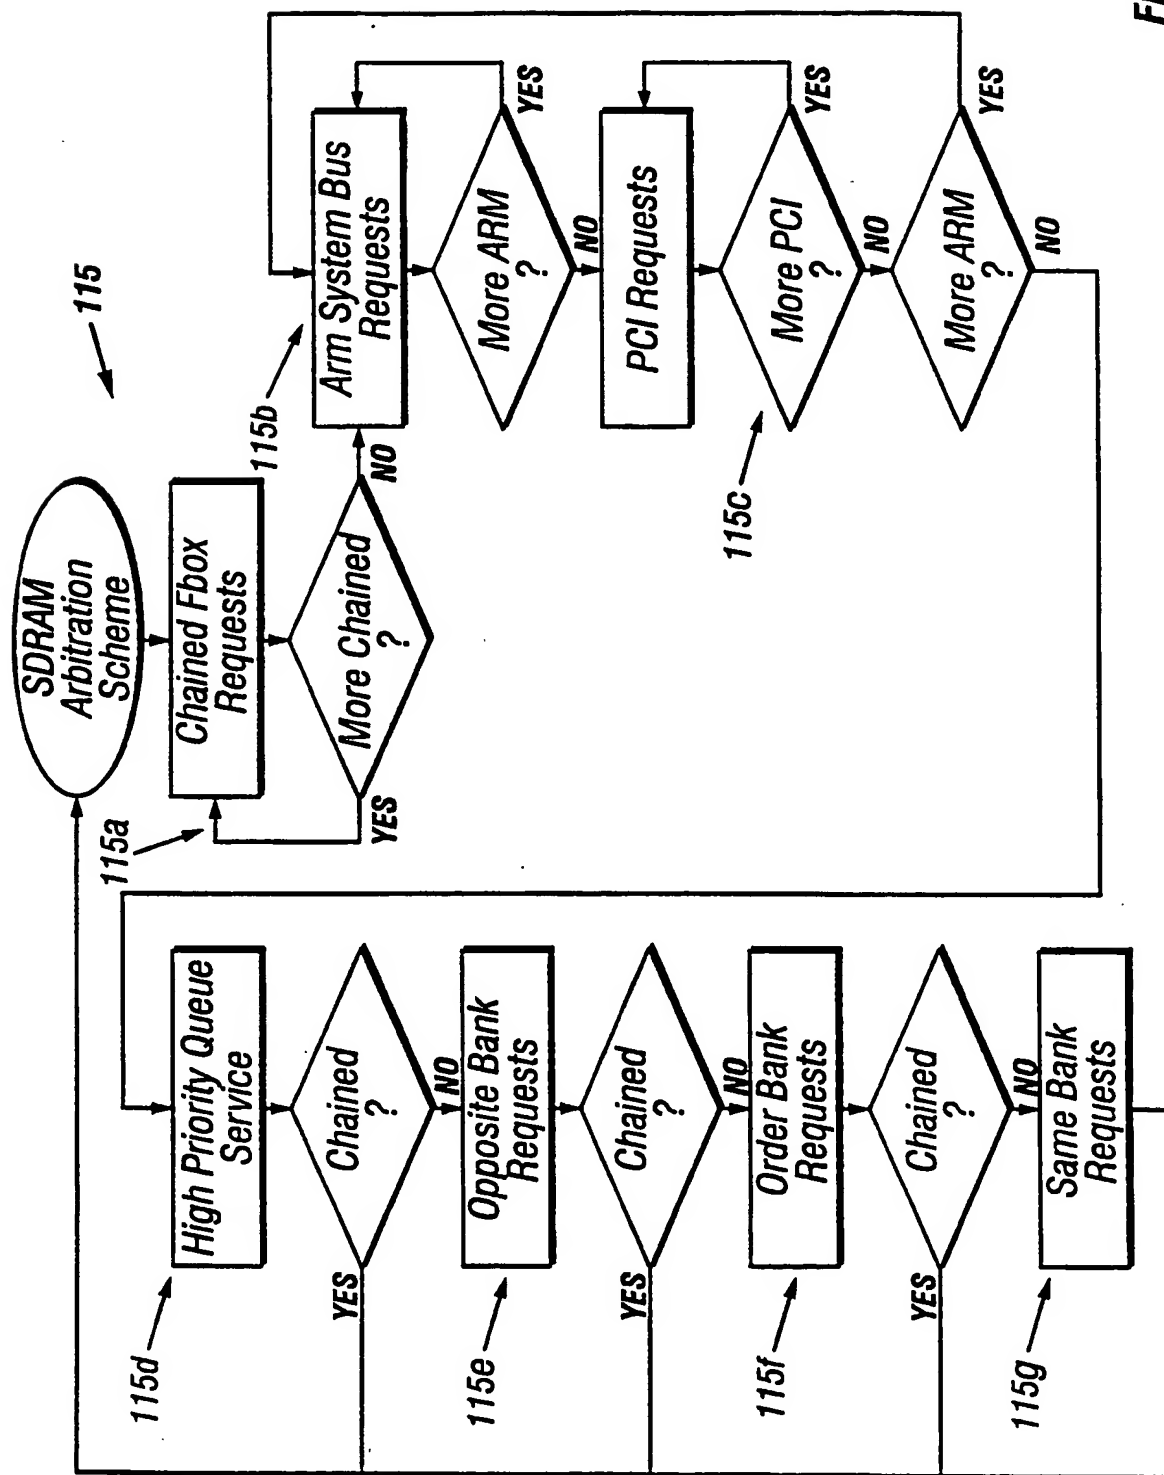 115
SDRAM
Arbitration
Scheme
115a
Chained Fbox
Requests
More Chained
?
YES
NO
115b
Arm System Bus
Requests
More ARM
?
YES
NO
PCI Requests
115c
More PCI
?
YES
NO
More ARM
?
YES
NO
115d
High Priority Queue
Service
Chained
?
YES
NO
115e
Opposite Bank
Requests
Chained
?
YES
NO
115f
Order Bank
Requests
Chained
?
YES
NO
115g
Same Bank
Requests